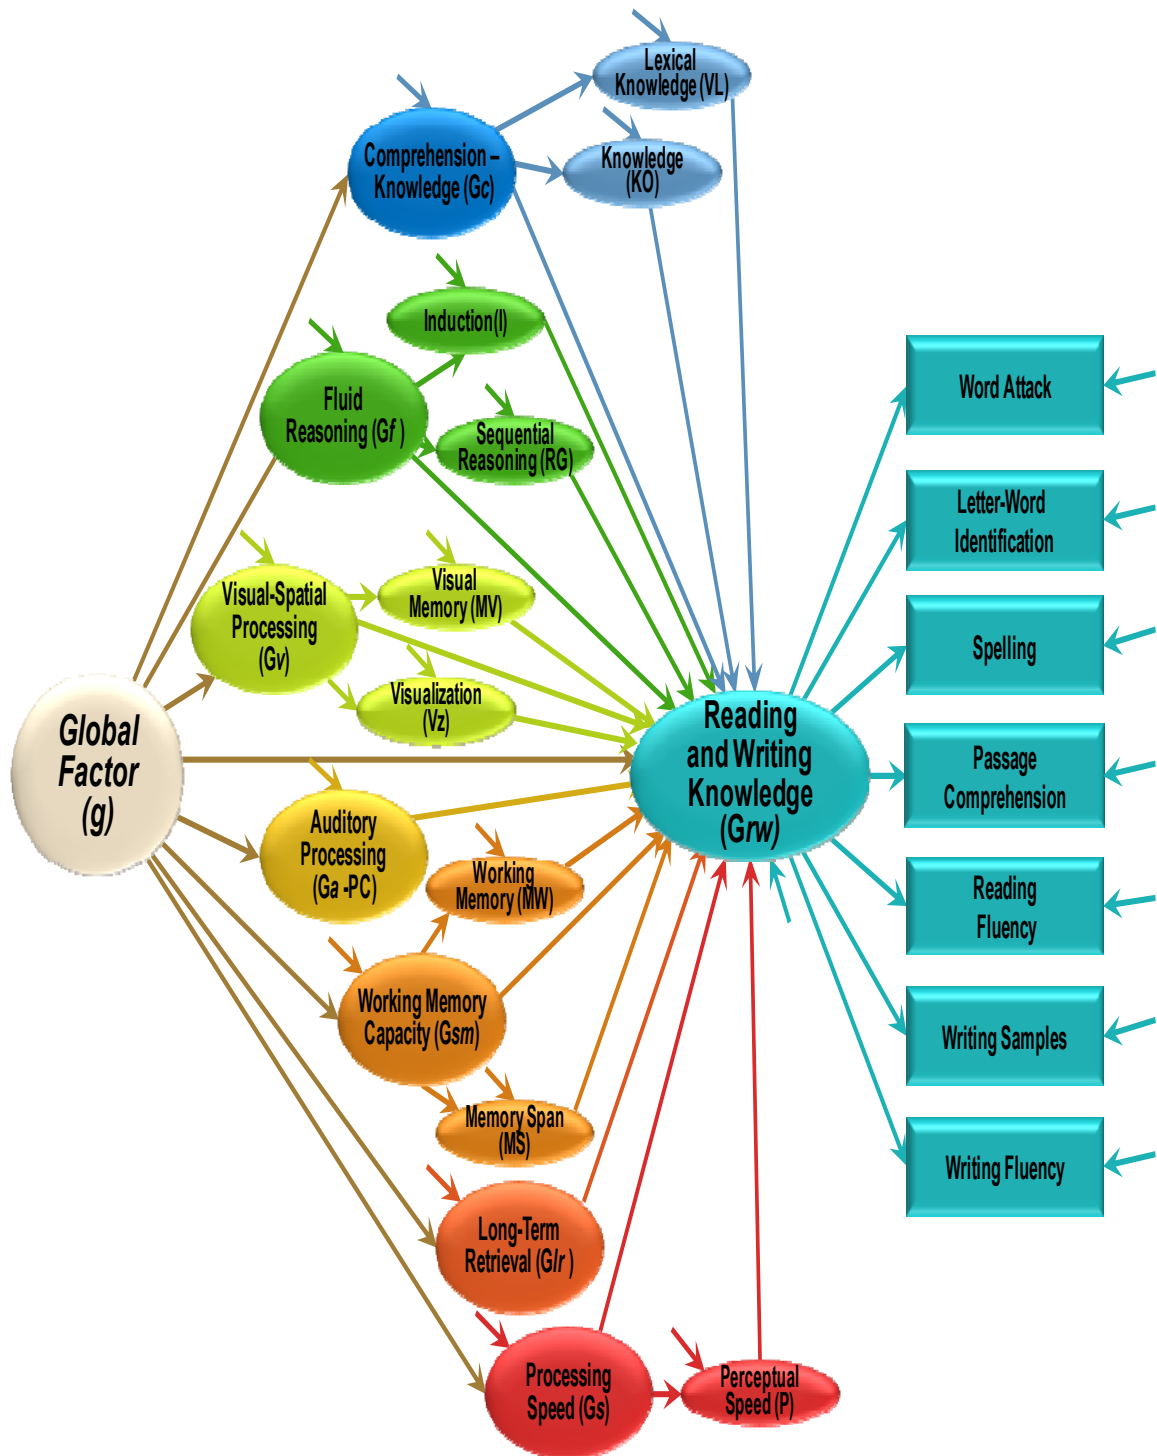 Lexical
Knowledge (VL)
Comprehension –
Knowledge (Gc)
Knowledge
(KO)
Induction(I)
Fluid
Reasoning (Gf )
Sequential
Reasoning (RG)
Visual-Spatial
Processing
(Gv)
Visual
Memory (MV)
Visualization
(Vz)
Global
Factor
(g)
Auditory
Processing
(Ga -PC)
Working
Memory (MW)
Working Memory
Capacity (Gsm)
Memory Span
(MS)
Long-Term
Retrieval (Glr )
Processing
Speed (Gs)
Perceptual
Speed (P)
Reading
and Writing
Knowledge
(Grw)
Word Attack
Letter-Word
Identification
Spelling
Passage
Comprehension
Reading
Fluency
Writing Samples
Writing Fluency